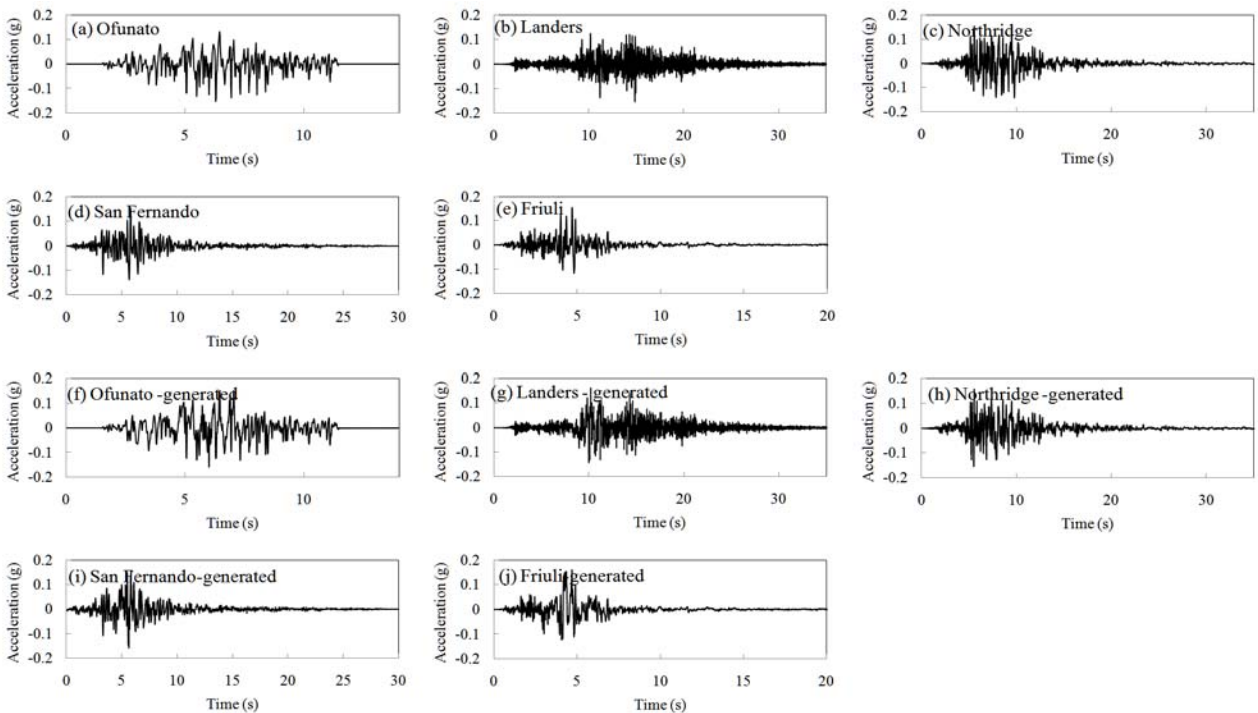 Acceleration (g)
0.2
0.1
0
-0.1
-0.2
(a) Ofunato
0 5 10
Time (s)
Acceleration (g)
0.2
0.1
0
-0.1
-0.2
(b) Landers
0 10 20 30
Time (s)
Acceleration (g)
0.2
0.1
0
-0.1
-0.2
(c) Northridge
0 10 20 30
Time (s)
Acceleration (g)
0.2
0.1
0
-0.1
-0.2
(d) San Fernando
0 5 10 15 20 25 30
Time (s)
Acceleration (g)
0.2
0.1
0
-0.1
-0.2
(e) Friuli
0 5 10 15 20
Time (s)
Acceleration (g)
0.2
0.1
0
-0.1
-0.2
(f) Ofunato -generated
0 5 10
Time (s)
Acceleration (g)
0.2
0.1
0
-0.1
-0.2
(g) Landers -generated
0 10 20 30
Time (s)
Acceleration (g)
0.2
0.1
0
-0.1
-0.2
(h) Northridge -generated
0 10 20 30
Time (s)
Acceleration (g)
0.2
0.1
0
-0.1
-0.2
(i) San Fernando-generated
0 5 10 15 20 25 30
Time (s)
Acceleration (g)
0.2
0.1
0
-0.1
-0.2
(j) Friuli-generated
0 5 10 15 20
Time (s)